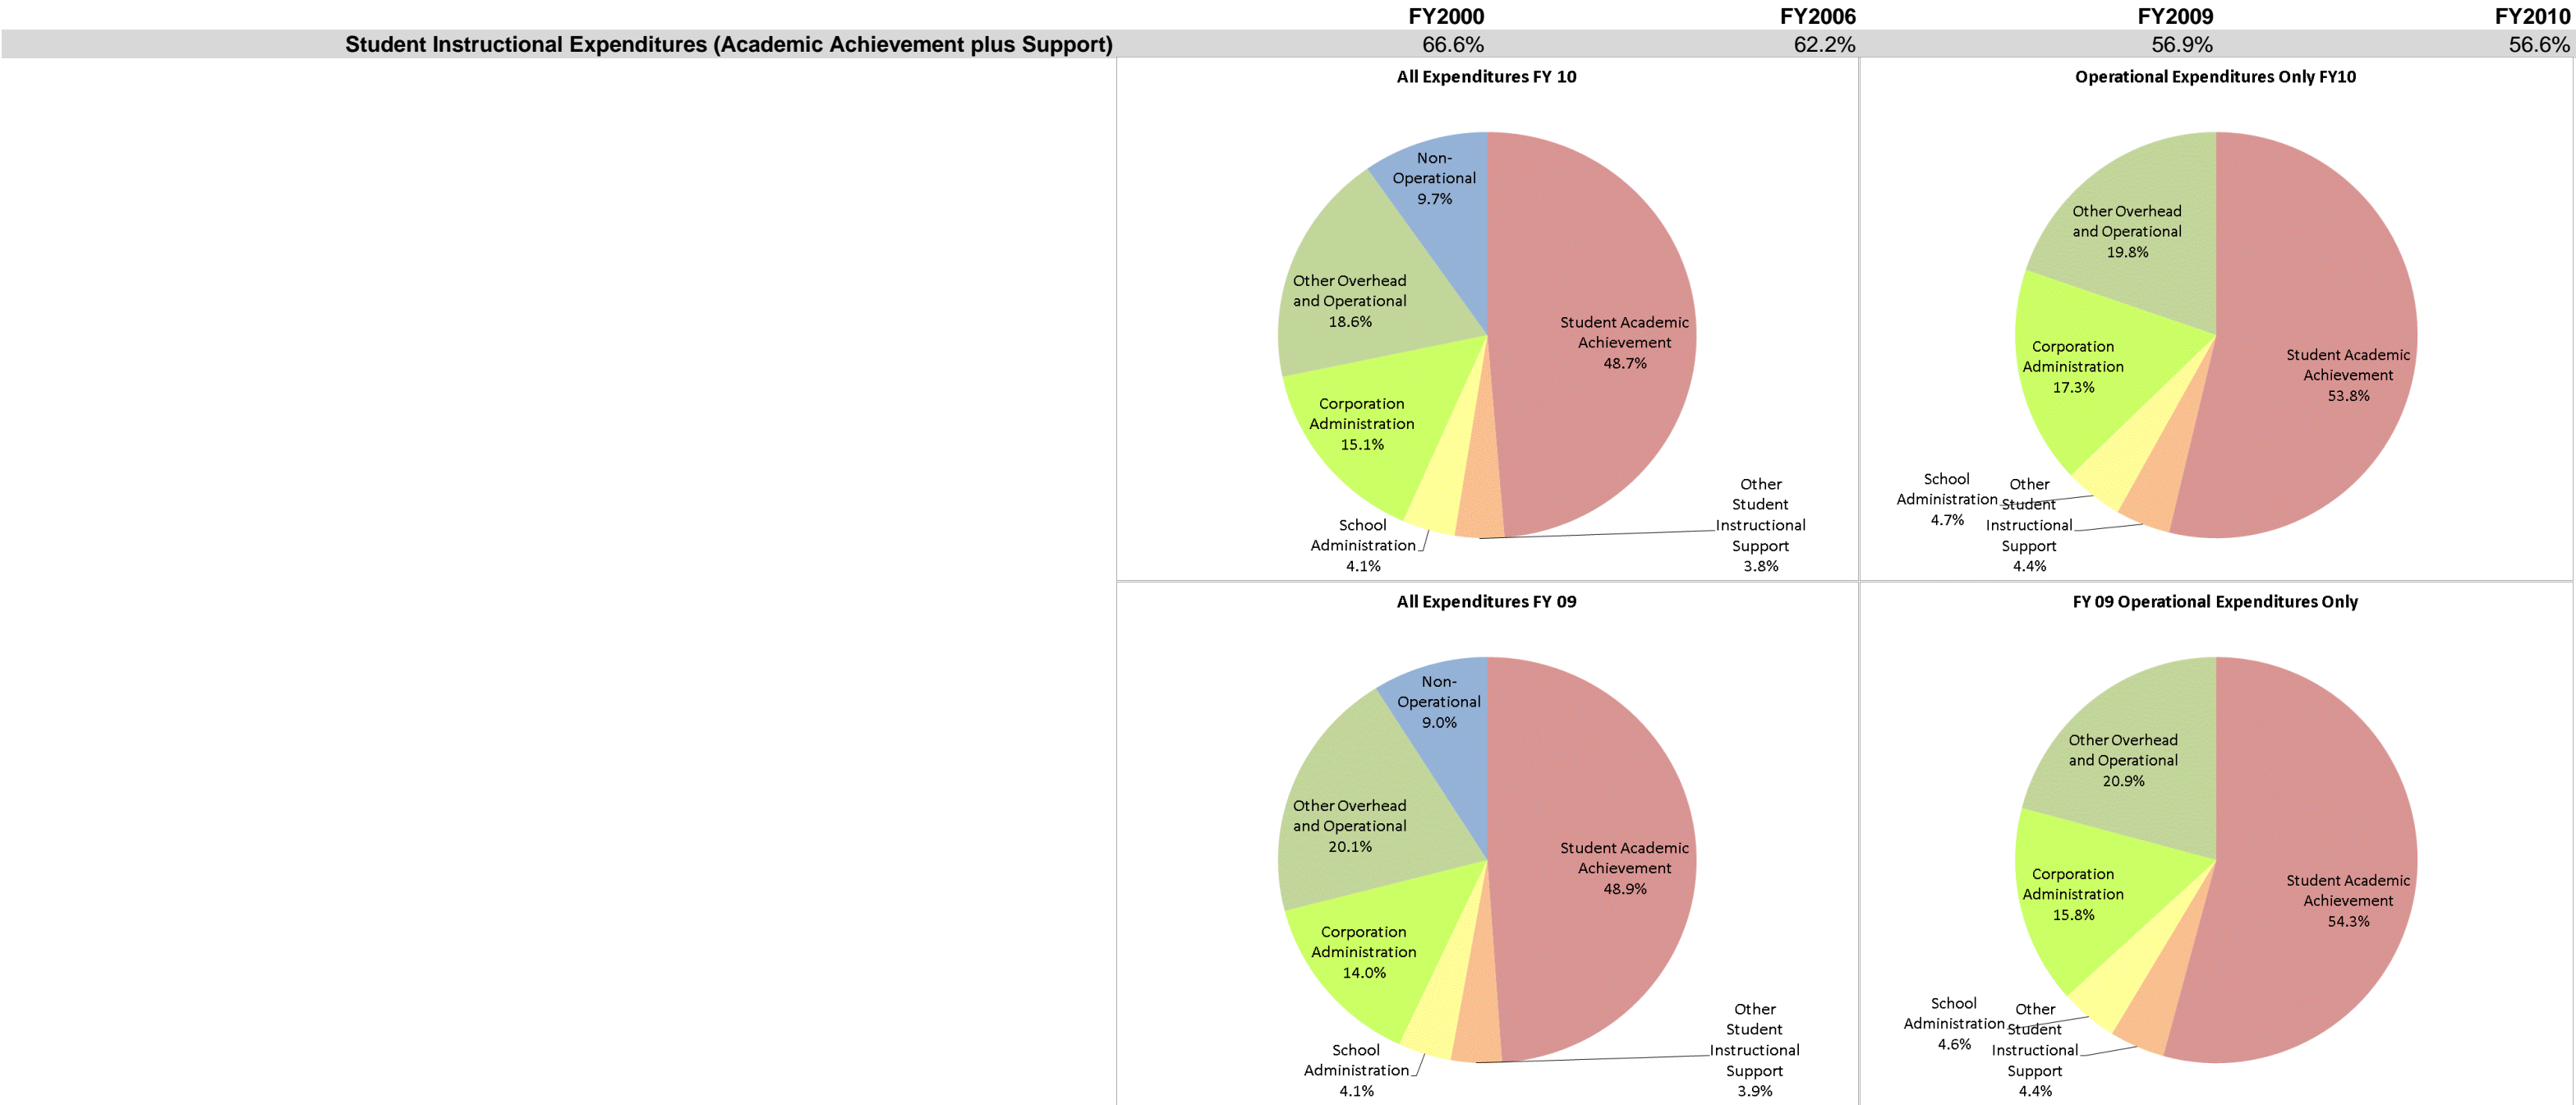 FY2000 FY2006 FY2009 FY2010
Student Instructional Expenditures (Academic Achievement plus Support) 66.6% 62.2% 56.9% 56.6%
All Expenditures FY 10
Non-
Operational
9.7%
Other Overhead
and Operational
18.6%
Student Academic
Achievement
48.7%
Corporation
Administration
15.1%
School
Administration
4.1%
Other
Student
Instructional
Support
3.8%
Operational Expenditures Only FY10
Other Overhead
and Operational
19.8%
Corporation
Administration
17.3%
Student Academic
Achievement
53.8%
School
Administration
4.7%
Other
Student
Instructional
Support
4.4%
All Expenditures FY 09
Non-
Operational
9.0%
Other Overhead
and Operational
20.1%
Student Academic
Achievement
48.9%
Corporation
Administration
14.0%
School
Administration
4.1%
Other
Student
Instructional
Support
3.9%
FY 09 Operational Expenditures Only
Other Overhead
and Operational
20.9%
Corporation
Administration
15.8%
Student Academic
Achievement
54.3%
School
Administration
4.6%
Other
Student
Instructional
Support
4.4%